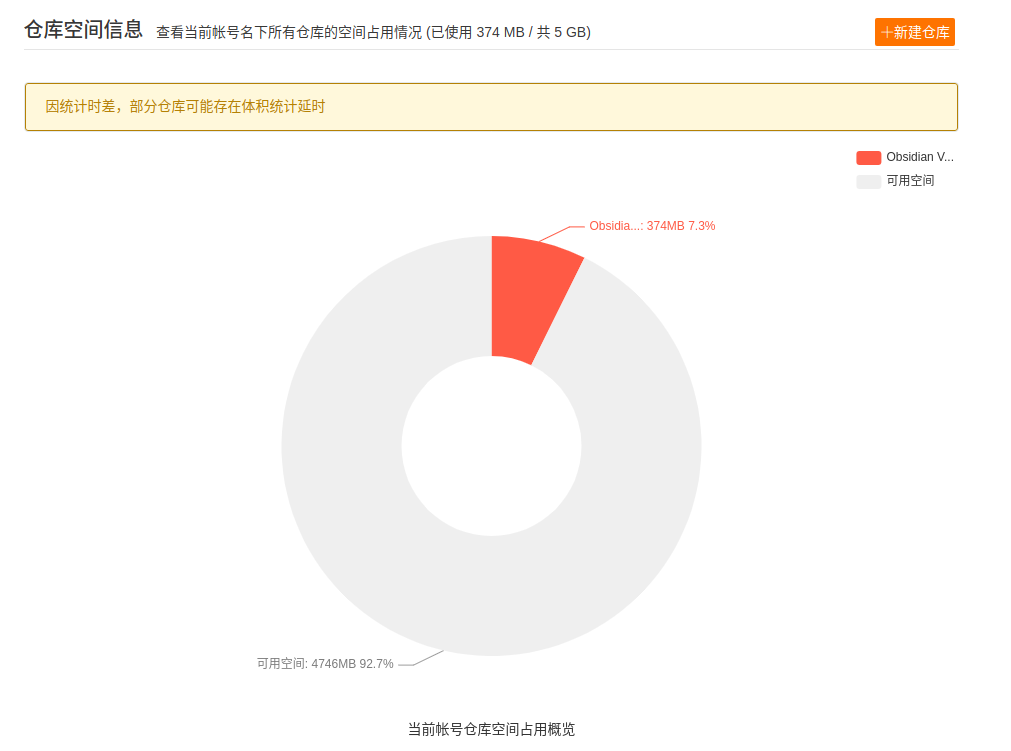 仓库空间信息 查看当前帐号名下所有仓库的空间占用情况 (已使用 374 MB / 共 5 GB)
＋新建仓库
因统计时差，部分仓库可能存在体积统计延时
Obsidian V...
可用空间
Obsidia...: 374MB 7.3%
可用空间: 4746MB 92.7%
当前帐号仓库空间占用概览